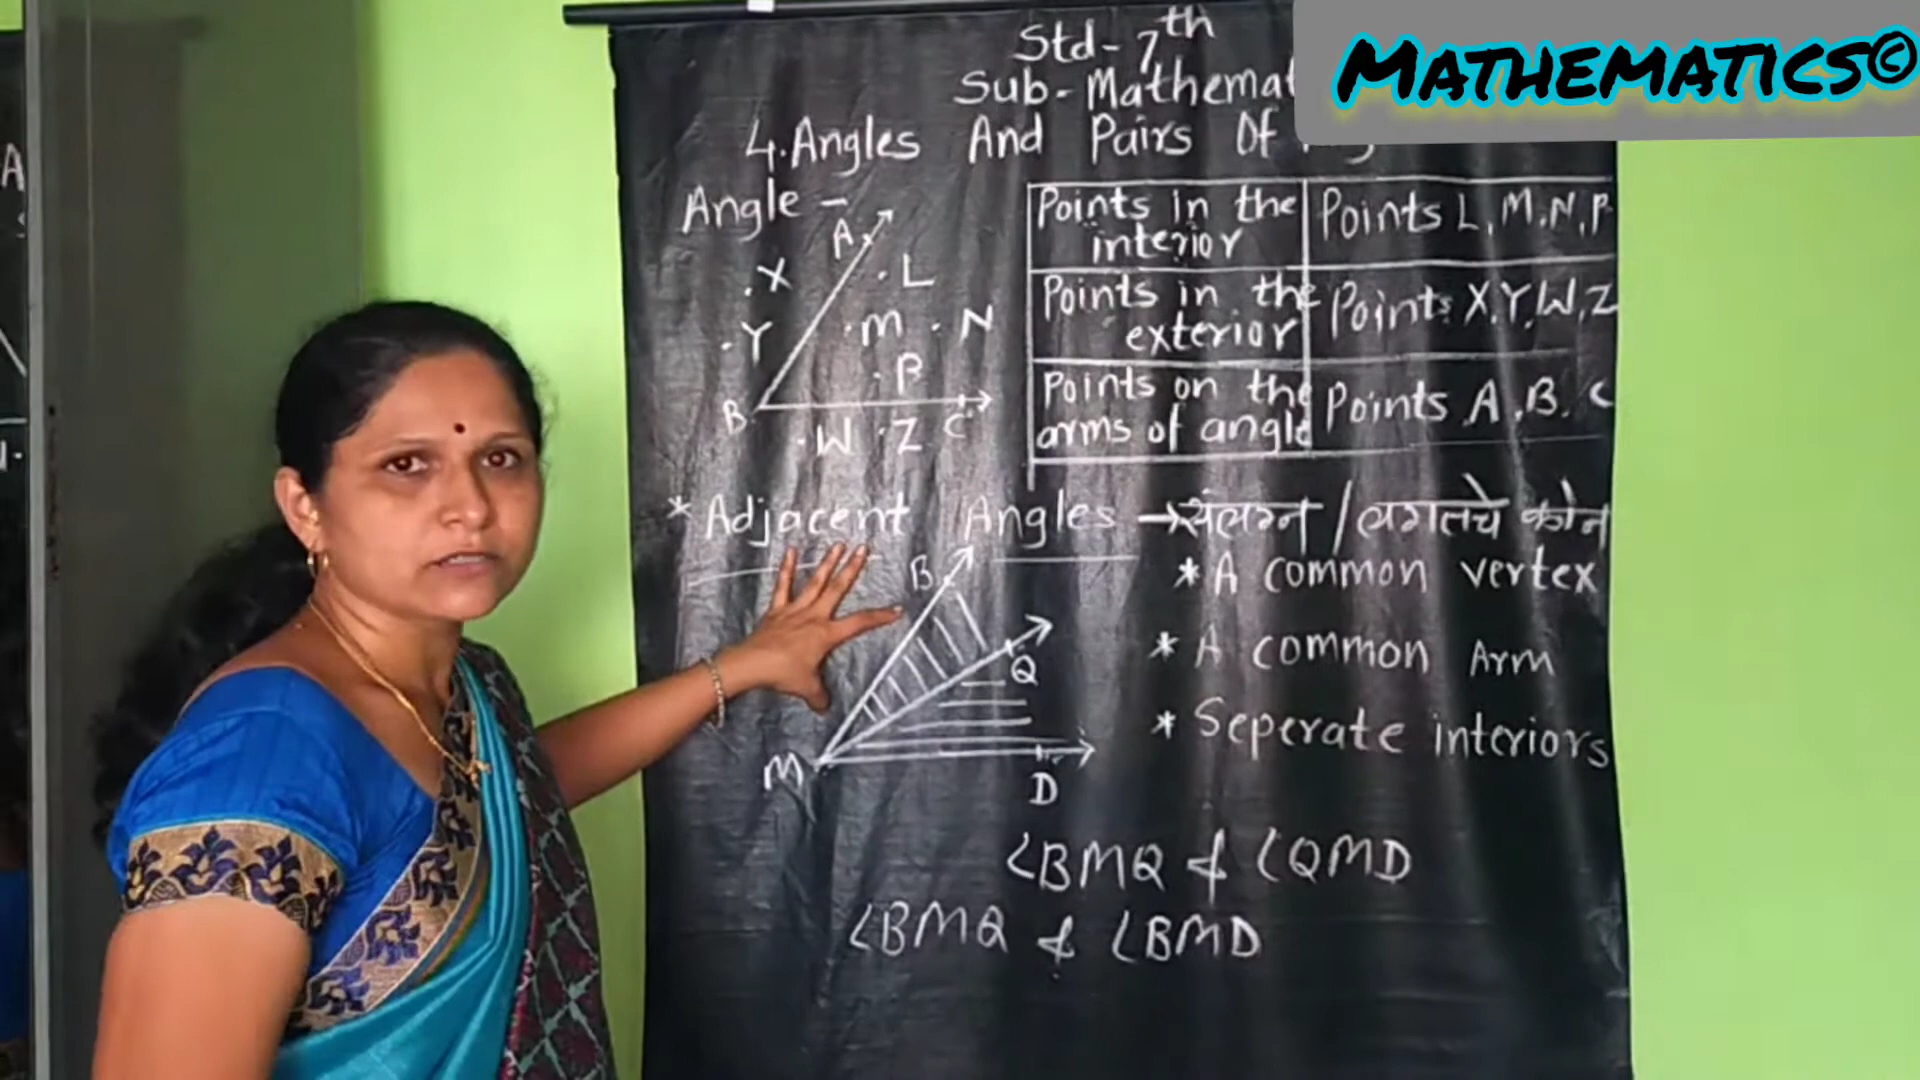 MATHEMATICS©
Std- 7th
Sub- Mathemat
4. Angles And Pairs Of
Angle -
A
X
L
Y
M
N
P
B
W
Z
C
Points in the interior
Points L, M, N, P
Points in the exterior
Points X, Y, W, Z
Points on the arms of angle
Points A, B, C
* Adjacent Angles → संलग्न / लगतचे कोन
* A common vertex
* A common Arm
* Seperate interiors
B
Q
M
D
∠BMQ & ∠QMD
∠BMQ & ∠BMD